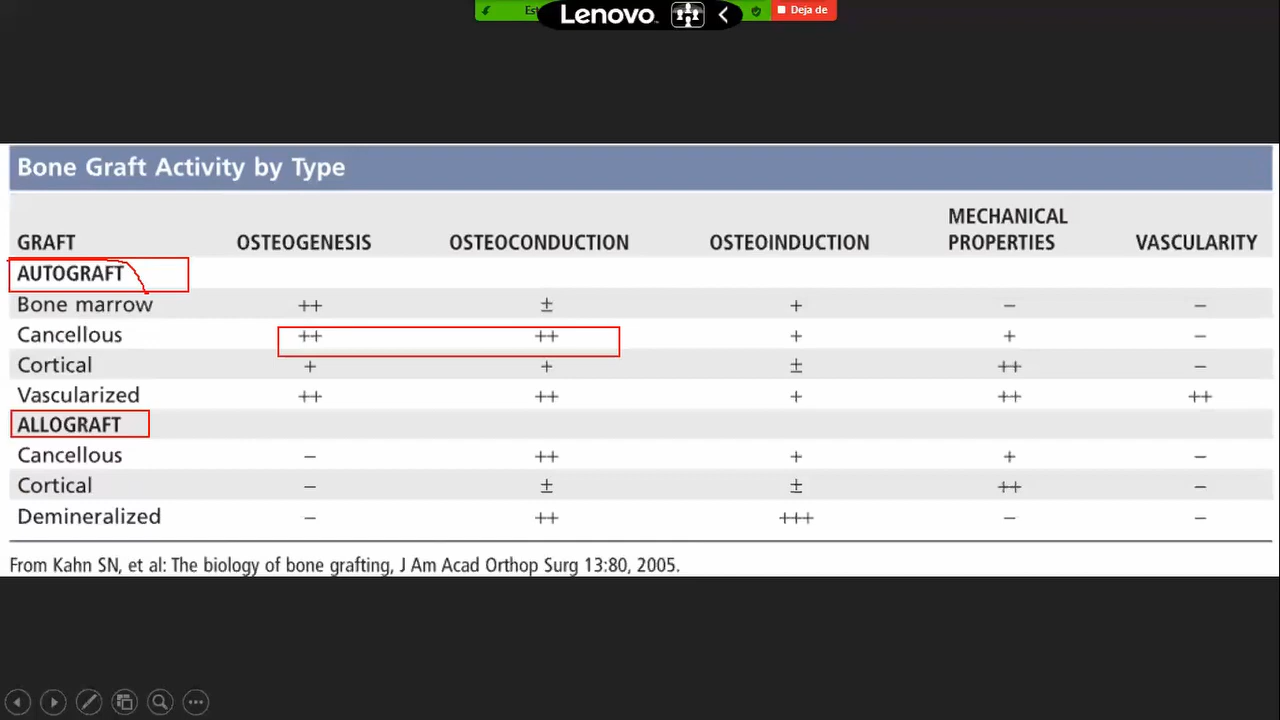 Es
Lenovo
Deja de
Bone Graft Activity by Type
GRAFT OSTEOGENESIS OSTEOCONDUCTION OSTEOINDUCTION MECHANICAL PROPERTIES VASCULARITY
AUTOGRAFT
Bone marrow ++ ± + − −
Cancellous ++ ++ + + −
Cortical + + ± ++ −
Vascularized ++ ++ + ++ ++
ALLOGRAFT
Cancellous − ++ + + −
Cortical − ± ± ++ −
Demineralized − ++ +++ − −
From Kahn SN, et al: The biology of bone grafting, J Am Acad Orthop Surg 13:80, 2005.